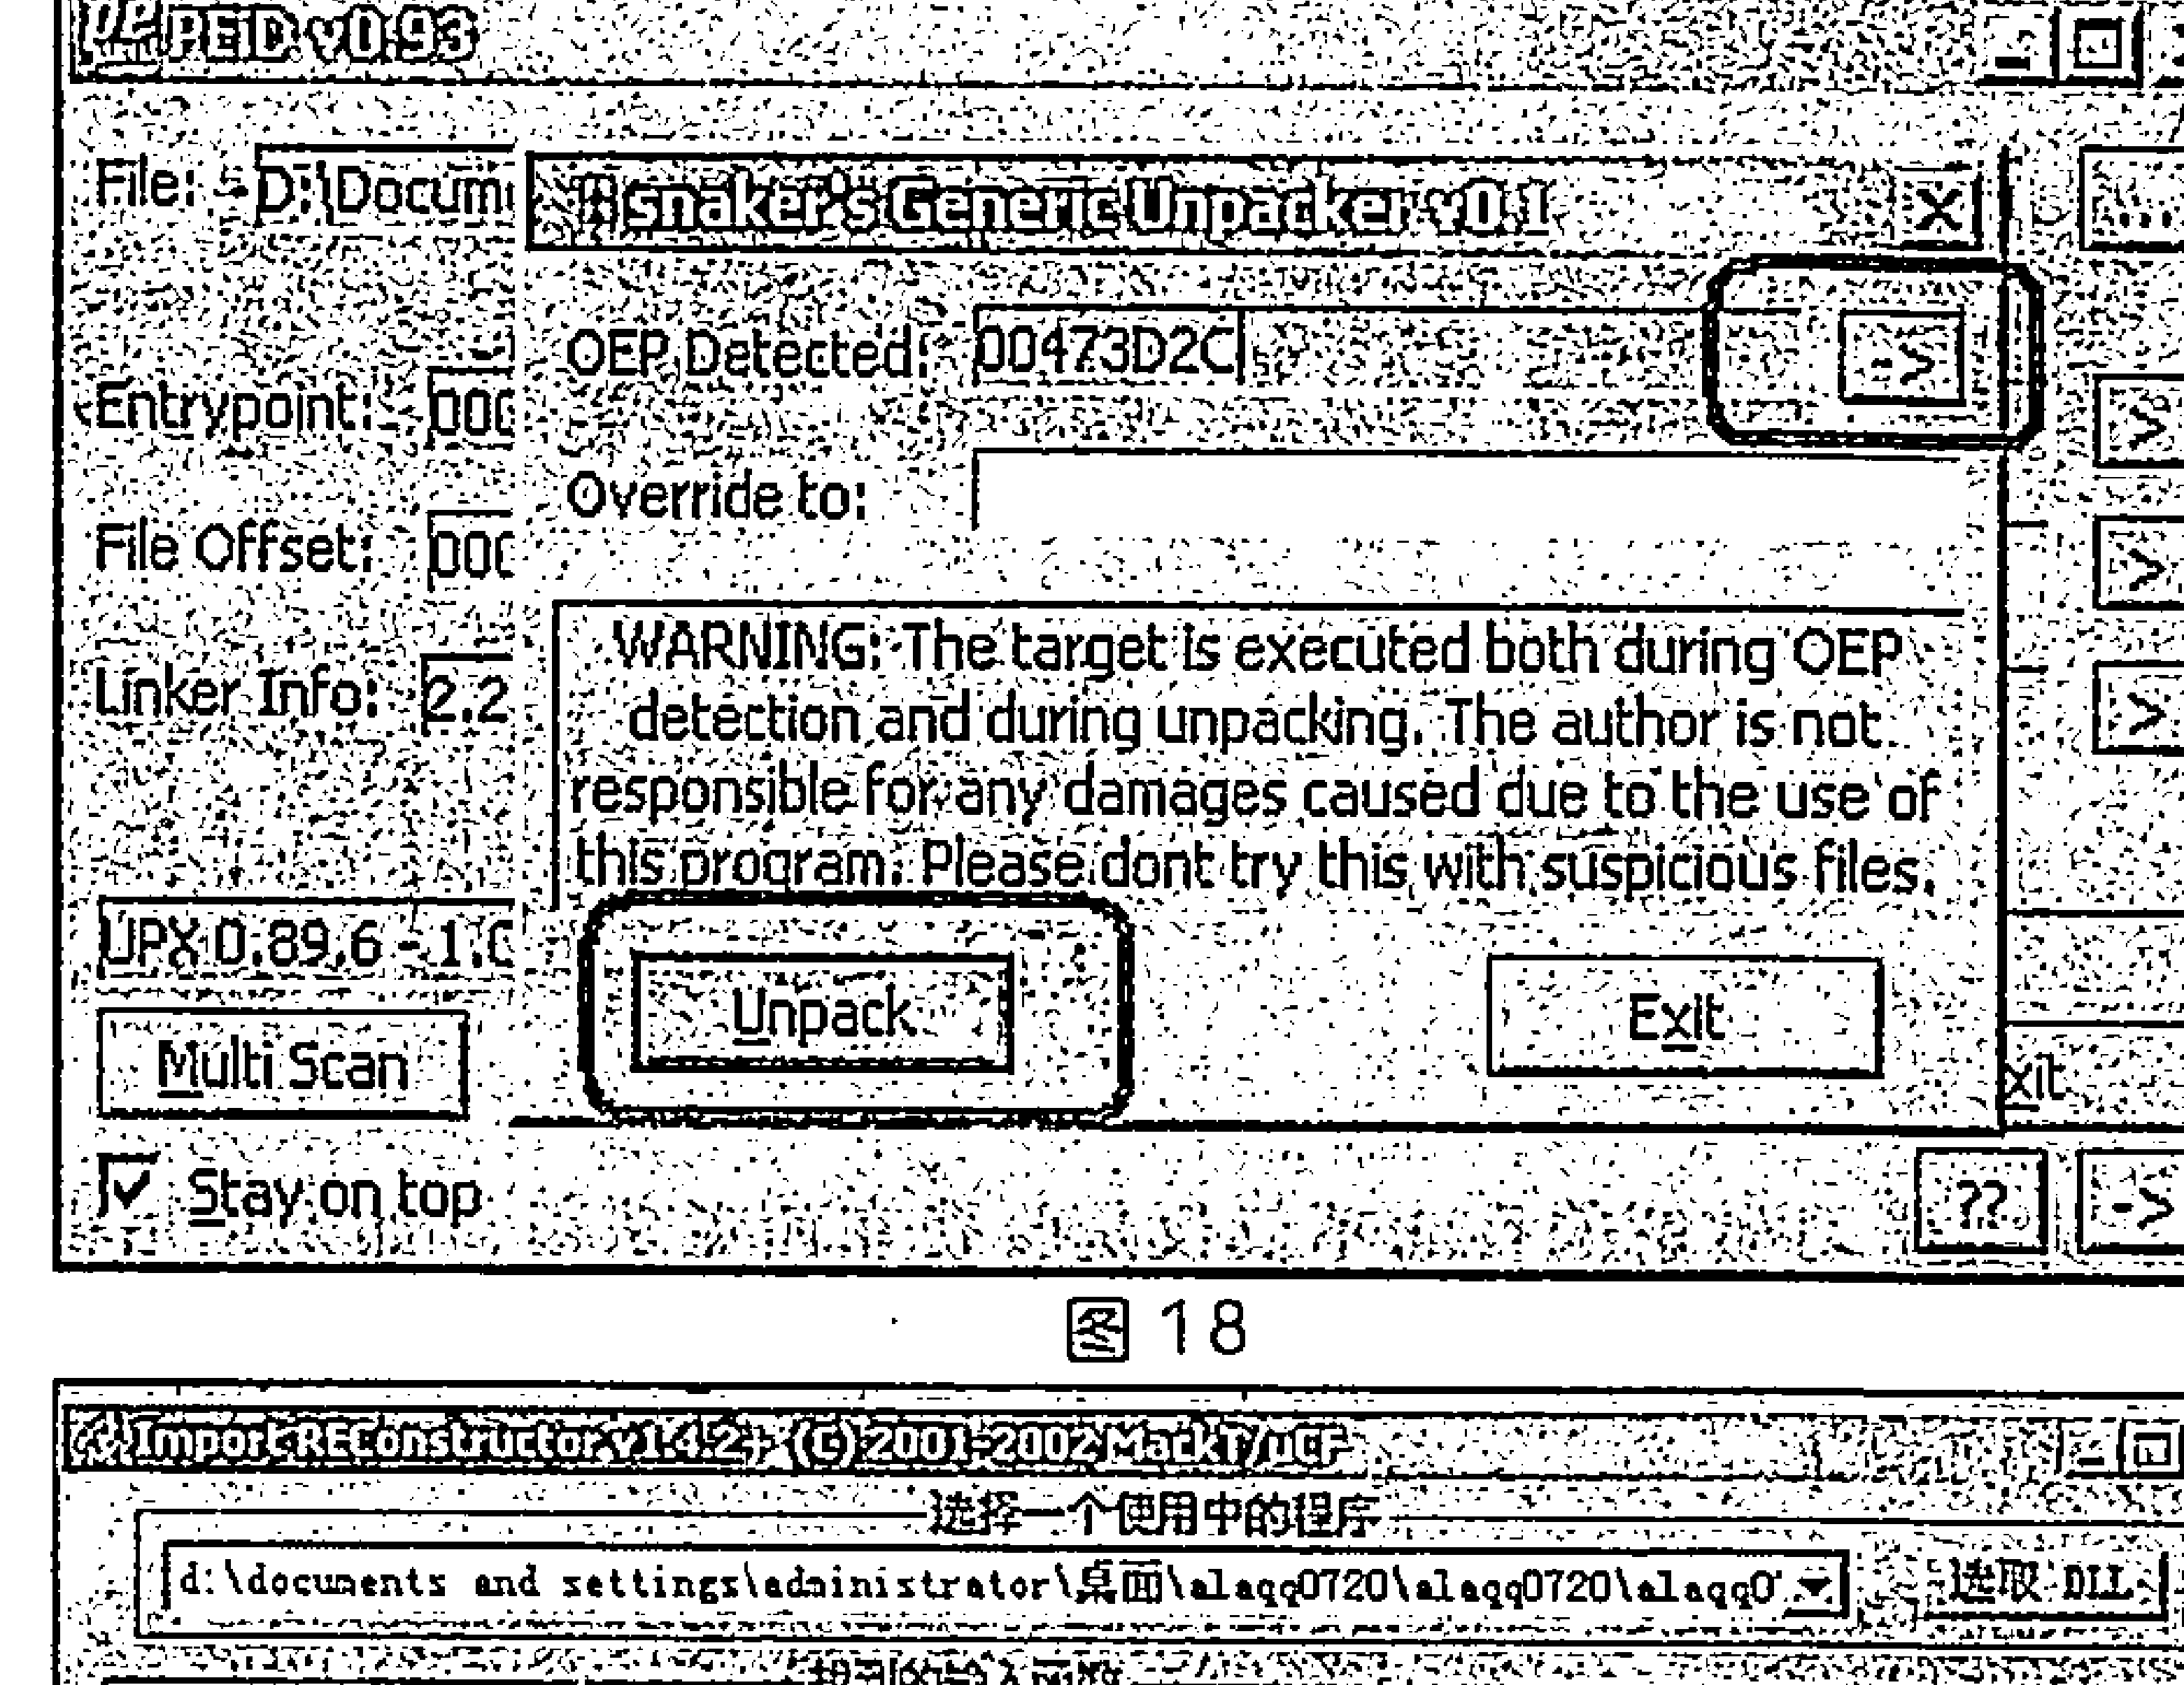 PEiD v0.93
File: D:\Docum
snaker's Generic Unpacker v0.1
OEP Detected: 00473D2C
->
Entrypoint: 000
>
Override to:
File Offset: 000
>
Linker Info: 2.2
>
WARNING: The target is executed both during OEP
detection and during unpacking. The author is not
responsible for any damages caused due to the use of
this program. Please dont try this with suspicious files.
UPX 0.89.6 - 1.0
Unpack
Exit
Multi Scan
xit
Stay on top
??
->
图 18
Import REConstructor v1.4.2+ (C) 2001-2002 MackT/uCF
选择一个使用中的程序
d:\documents and settings\administrator\桌面\alaqq0720\alaqq0720\alaqq0
选取 DLL